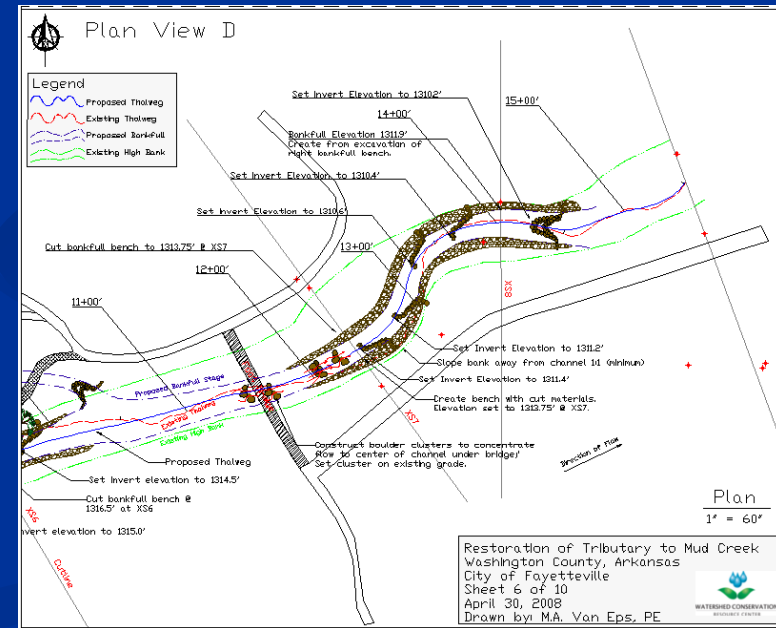 Plan View D
Legend
Proposed Thalweg
Existing Thalweg
Proposed Bankfull
Existing High Bank
Set Invert Elevation to 1310.2'
14+00'
15+00'
Bankfull Elevation 1311.9'
Create from excavation of
right bankfull bench.
Set Invert Elevation to 1310.4'
Set Invert Elevation to 1310.6'
Cut bankfull bench to 1313.75' @ XS7
13+00'
12+00'
11+00'
XS8
Set Invert Elevation to 1311.2'
Slope bank away from channel 1:1 (minimum)
Set Invert Elevation to 1311.4'
Create bench with cut materials.
Elevation set to 1313.75' @ XS7.
XS7
Proposed Bankfull Stage
Existing Thalweg
Existing High Bank
Construct boulder clusters to concentrate
flow to center of channel under bridge/
Set cluster on existing grade.
Direction of Flow
Proposed Thalweg
Set Invert elevation to 1314.5'
Cut bankfull bench @
1316.5' at XS6
XS6
nvert elevation to 1315.0'
Cutline
Plan
1" = 60"
Restoration of Tributary to Mud Creek
Washington County, Arkansas
City of Fayetteville
Sheet 6 of 10
April 30, 2008
Drawn by: M.A. Van Eps, PE
WATERSHED CONSERVATION
RESOURCE CENTER